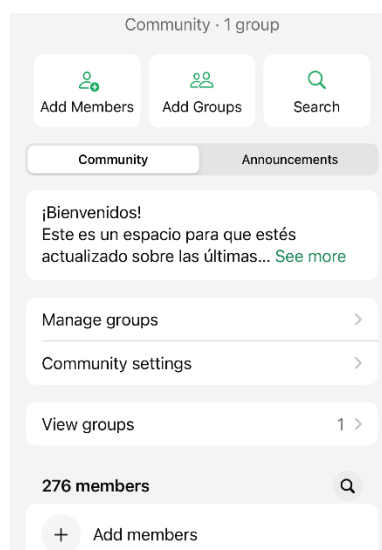 Community · 1 group
Add Members
Add Groups
Search
Community
Announcements
¡Bienvenidos!
Este es un espacio para que estés
actualizado sobre las últimas... See more
Manage groups
Community settings
View groups
1
276 members
Add members